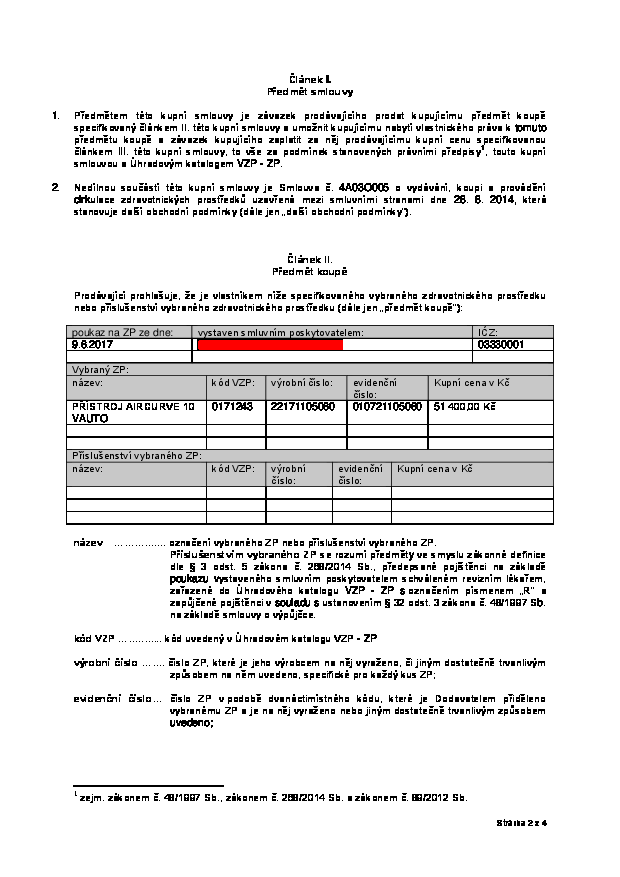 Článek I.
Předmět smlouvy
1. Předmětem této kupní smlouvy je závazek prodávajícího prodat kupujícímu předmět koupě
specifikovaný článkem II. této kupní smlouvy a umožnit kupujícímu nabytí vlastnického práva k tomuto
předmětu koupě a závazek kupujícího zaplatit za něj prodávajícímu kupní cenu specifikovanou
článkem III. této kupní smlouvy, to vše za podmínek stanovených právními předpisy1, touto kupní
smlouvou a Úhradovým katalogem VZP - ZP.
2. Nedílnou součástí této kupní smlouvy je Smlouva č. 4A03O005 o vydávání, koupi a provádění
cirkulace zdravotnických prostředků uzavřená mezi smluvními stranami dne 26. 6. 2014, která
stanovuje další obchodní podmínky (dále jen „další obchodní podmínky").
Článek II.
Předmět koupě
Prodávající prohlašuje, že je vlastníkem níže specifikovaného vybraného zdravotnického prostředku
nebo příslušenství vybraného zdravotnického prostředku (dále jen „předmět koupě"):
poukaz na ZP ze dne: vystaven smluvním poskytovatelem: IČZ:
9.6.2017 03330001
Vybraný ZP:
název: kód VZP: výrobní číslo: evidenční číslo: Kupní cena v Kč
PŘÍSTROJ AIRCURVE 10 VAUTO 0171243 22171105060 010721105060 51 400,00 Kč
Příslušenství vybraného ZP:
název: kód VZP: výrobní číslo: evidenční číslo: Kupní cena v Kč
název ................ označení vybraného ZP nebo příslušenství vybraného ZP.
Příslušenstvím vybraného ZP se rozumí předměty ve smyslu zákonné definice
dle § 3 odst. 5 zákona č. 268/2014 Sb., předepsané pojištěnci na základě
poukazu vystaveného smluvním poskytovatelem schváleném revizním lékařem,
zařazené do Úhradového katalogu VZP - ZP s označením písmenem „R" a
zapůjčené pojištěnci v souladu s ustanovením § 32 odst. 3 zákona č. 48/1997 Sb.
na základě smlouvy o výpůjčce.
kód VZP ............. kód uvedený v Úhradovém katalogu VZP - ZP
výrobní číslo ....... číslo ZP, které je jeho výrobcem na něj vyraženo, či jiným dostatečně trvanlivým
způsobem na něm uvedeno, specifické pro každý kus ZP;
evidenční číslo.... číslo ZP v podobě dvanáctimístného kódu, které je Dodavatelem přiděleno
vybranému ZP a je na něj vyraženo nebo jiným dostatečně trvanlivým způsobem
uvedeno;
1 zejm. zákonem č. 48/1997 Sb., zákonem č. 268/2014 Sb. a zákonem č. 89/2012 Sb.
Stránka 2 z 4